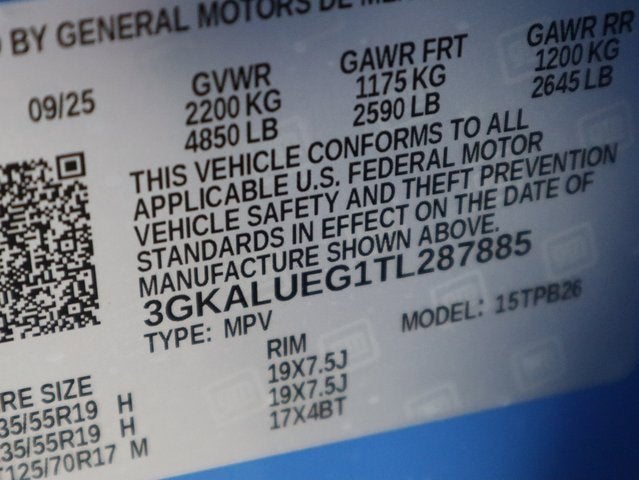 BY GENERAL MOTORS DE
09/25
GVWR GAWR FRT GAWR RR
2200 KG 1175 KG 1200 KG
4850 LB 2590 LB 2645 LB
THIS VEHICLE CONFORMS TO ALL
APPLICABLE U.S. FEDERAL MOTOR
VEHICLE SAFETY AND THEFT PREVENTION
STANDARDS IN EFFECT ON THE DATE OF
MANUFACTURE SHOWN ABOVE.
3GKALUEG1TL287885
TYPE: MPV MODEL: 15TPB26
RE SIZE RIM
35/55R19 H 19X7.5J
35/55R19 H 19X7.5J
T125/70R17 M 17X4BT